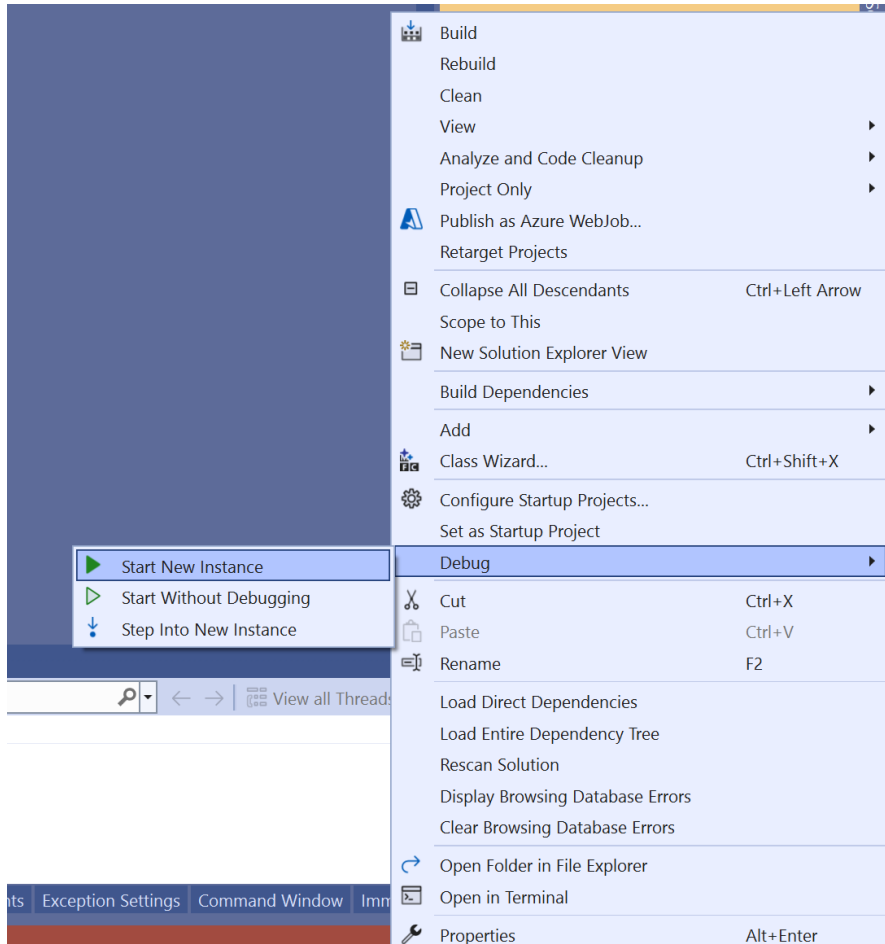 Build
Rebuild
Clean
View
Analyze and Code Cleanup
Project Only
Publish as Azure WebJob...
Retarget Projects
Collapse All Descendants Ctrl+Left Arrow
Scope to This
New Solution Explorer View
Build Dependencies
Add
Class Wizard... Ctrl+Shift+X
Configure Startup Projects...
Set as Startup Project
Debug
Start New Instance
Start Without Debugging
Step Into New Instance
Cut Ctrl+X
Paste Ctrl+V
Rename F2
View all Threads
Load Direct Dependencies
Load Entire Dependency Tree
Rescan Solution
Display Browsing Database Errors
Clear Browsing Database Errors
Open Folder in File Explorer
Open in Terminal
nts Exception Settings Command Window Imm
Properties Alt+Enter